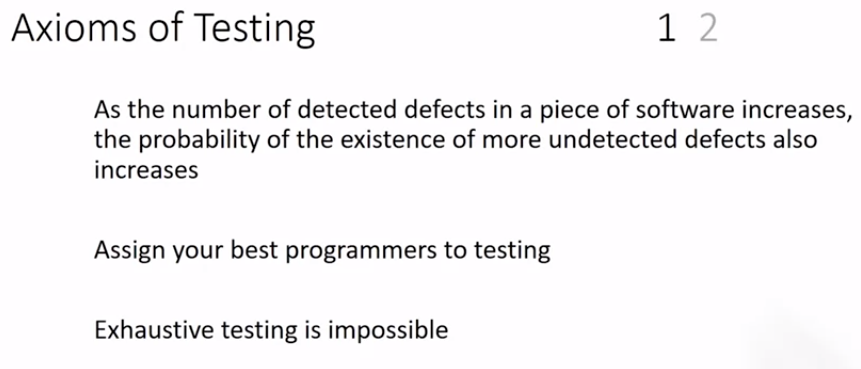 Axioms of Testing
1 2
As the number of detected defects in a piece of software increases,
the probability of the existence of more undetected defects also
increases
Assign your best programmers to testing
Exhaustive testing is impossible